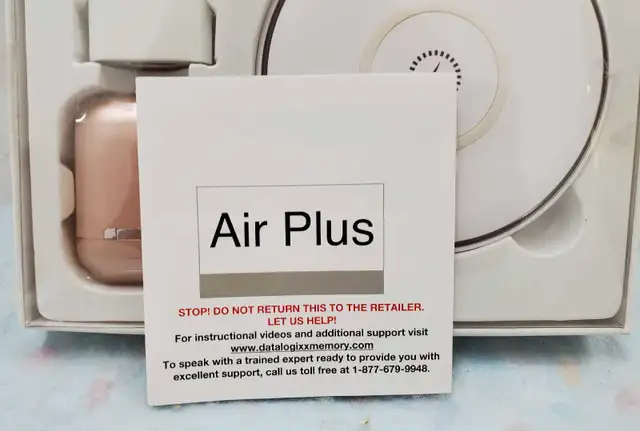 Air Plus
STOP! DO NOT RETURN THIS TO THE RETAILER.
LET US HELP!
For instructional videos and additional support visit
www.datalogixxmemory.com
To speak with a trained expert ready to provide you with
excellent support, call us toll free at 1-877-679-9948.